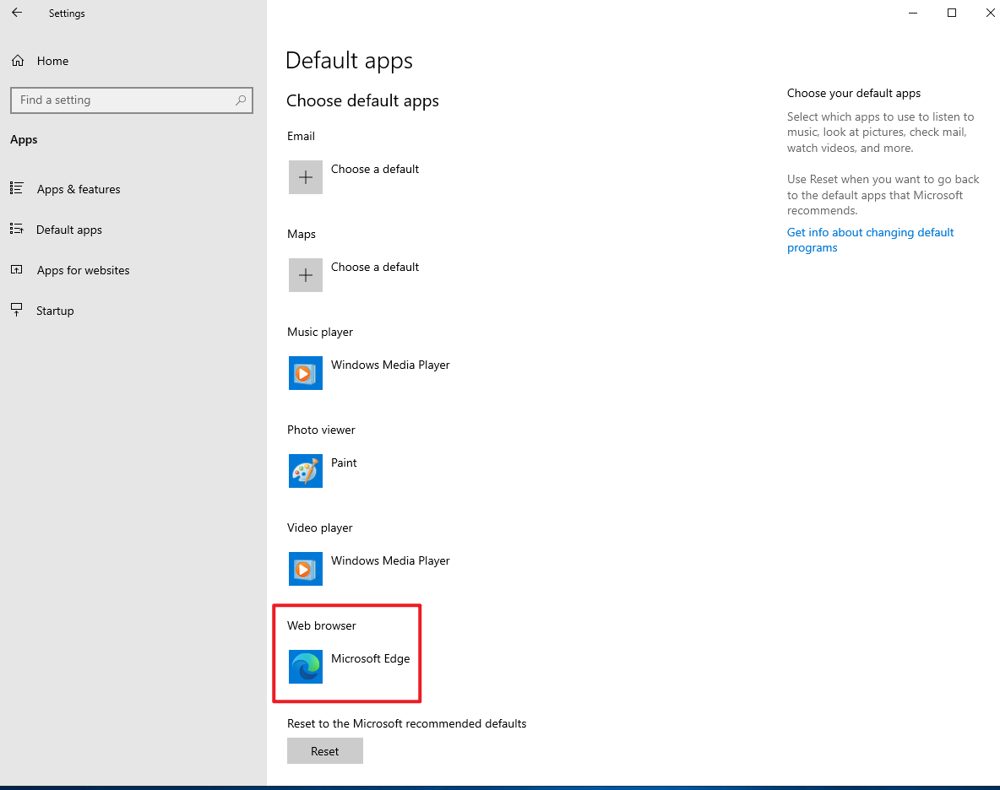 Settings
Home
Find a setting
Apps
Apps & features
Default apps
Apps for websites
Startup
Default apps
Choose default apps
Email
Choose a default
Maps
Choose a default
Music player
Windows Media Player
Photo viewer
Paint
Video player
Windows Media Player
Web browser
Microsoft Edge
Reset to the Microsoft recommended defaults
Reset
Choose your default apps
Select which apps to use to listen to
music, look at pictures, check mail,
watch videos, and more.
Use Reset when you want to go back
to the default apps that Microsoft
recommends.
Get info about changing default
programs